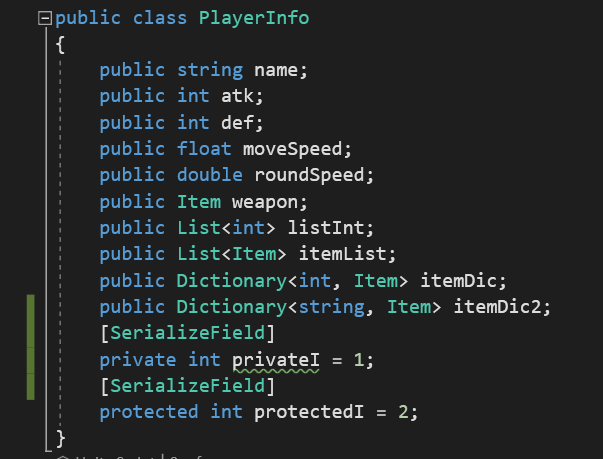 public class PlayerInfo
{
public string name;
public int atk;
public int def;
public float moveSpeed;
public double roundSpeed;
public Item weapon;
public List<int> listInt;
public List<Item> itemList;
public Dictionary<int, Item> itemDic;
public Dictionary<string, Item> itemDic2;
[SerializeField]
private int privateI = 1;
[SerializeField]
protected int protectedI = 2;
}